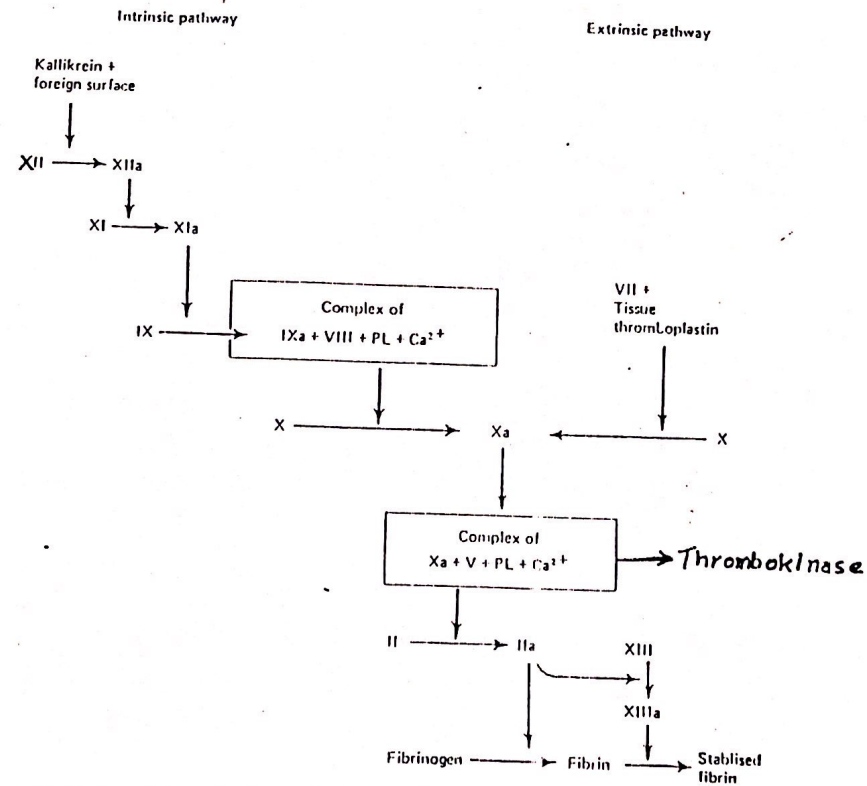 Intrinsic pathway
Extrinsic pathway
Kallikrein +
foreign surface
XII
XIIa
XI
XIa
IX
Complex of
IXa + VIII + PL + Ca²⁺
VII +
Tissue
thromboplastin
X
Xa
X
Complex of
Xa + V + PL + Ca²⁺
Thrombokinase
II
IIa
XIII
XIIIa
Fibrinogen
Fibrin
Stablised
fibrin